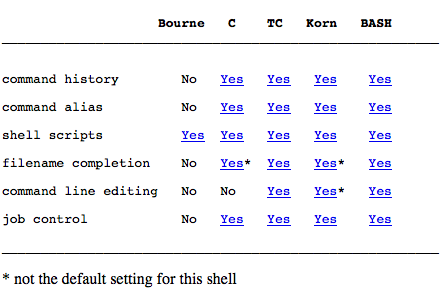 Bourne C TC Korn BASH
command history No Yes Yes Yes Yes
command alias No Yes Yes Yes Yes
shell scripts Yes Yes Yes Yes Yes
filename completion No Yes* Yes Yes* Yes
command line editing No No Yes Yes* Yes
job control No Yes Yes Yes Yes
* not the default setting for this shell